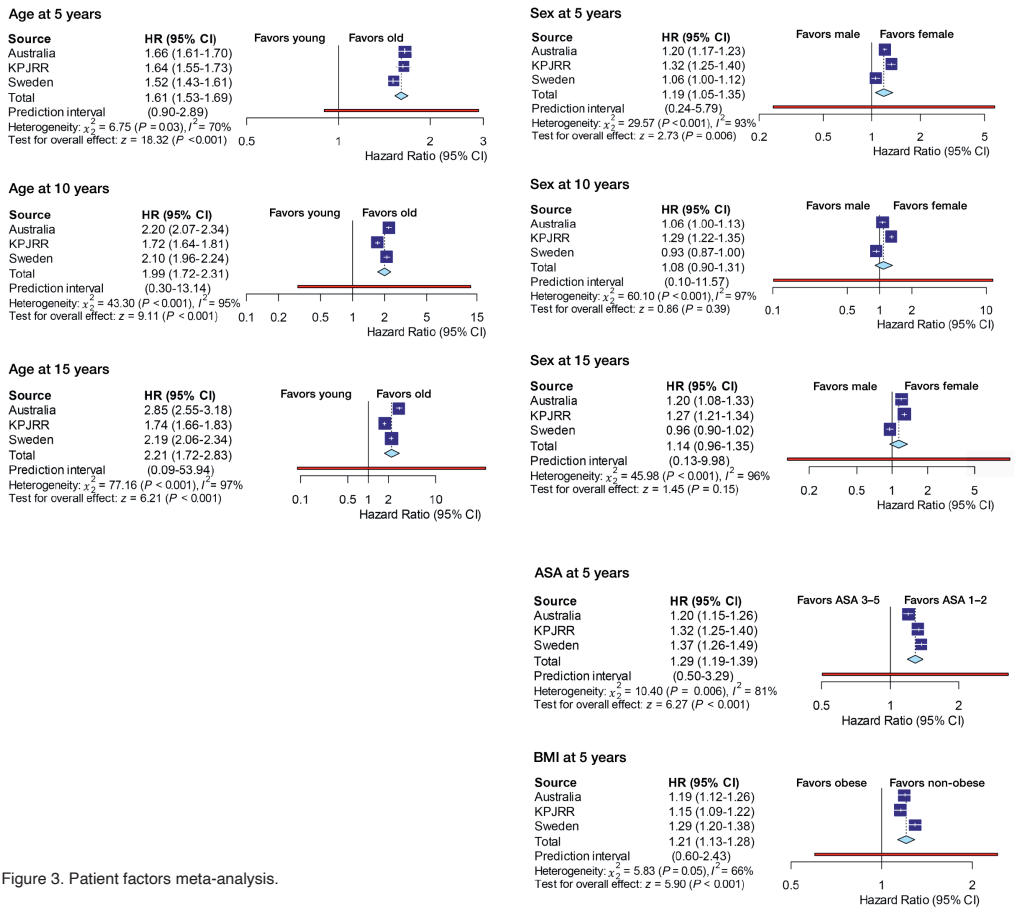 Age at 5 years
Source HR (95% CI) Favors young Favors old
Australia 1.66 (1.61-1.70)
KPJRR 1.64 (1.55-1.73)
Sweden 1.52 (1.43-1.61)
Total 1.61 (1.53-1.69)
Prediction interval (0.90-2.89)
Heterogeneity: χ²₂ = 6.75 (P = 0.03), I² = 70%
Test for overall effect: z = 18.32 (P <0.001)
0.5 1 2 3
Hazard Ratio (95% CI)
Age at 10 years
Source HR (95% CI) Favors young Favors old
Australia 2.20 (2.07-2.34)
KPJRR 1.72 (1.64-1.81)
Sweden 2.10 (1.96-2.24)
Total 1.99 (1.72-2.31)
Prediction interval (0.30-13.14)
Heterogeneity: χ²₂ = 43.30 (P <0.001), I² = 95%
Test for overall effect: z = 9.11 (P <0.001)
0.1 0.1 0.5 1 2 5 15
Hazard Ratio (95% CI)
Age at 15 years
Source HR (95% CI) Favors young Favors old
Australia 2.85 (2.55-3.18)
KPJRR 1.74 (1.66-1.83)
Sweden 2.19 (2.06-2.34)
Total 2.21 (1.72-2.83)
Prediction interval (0.09-53.94)
Heterogeneity: χ²₂ = 77.16 (P <0.001), I² = 97%
Test for overall effect: z = 6.21 (P <0.001)
0.1 0.5 1 2 10
Hazard Ratio (95% CI)
Sex at 5 years
Source HR (95% CI) Favors male Favors female
Australia 1.20 (1.17-1.23)
KPJRR 1.32 (1.25-1.40)
Sweden 1.06 (1.00-1.12)
Total 1.19 (1.05-1.35)
Prediction interval (0.24-5.79)
Heterogeneity: χ²₂ = 29.57 (P <0.001), I² = 93%
Test for overall effect: z = 2.73 (P = 0.006)
0.2 0.5 1 2 5
Hazard Ratio (95% CI)
Sex at 10 years
Source HR (95% CI) Favors male Favors female
Australia 1.06 (1.00-1.13)
KPJRR 1.29 (1.22-1.35)
Sweden 0.93 (0.87-1.00)
Total 1.08 (0.90-1.31)
Prediction interval (0.10-11.57)
Heterogeneity: χ²₂ = 60.10 (P <0.001), I² = 97%
Test for overall effect: z = 0.86 (P = 0.39)
0.1 0.5 1 2 10
Hazard Ratio (95% CI)
Sex at 15 years
Source HR (95% CI) Favors male Favors female
Australia 1.20 (1.08-1.33)
KPJRR 1.27 (1.21-1.34)
Sweden 0.96 (0.90-1.02)
Total 1.14 (0.96-1.35)
Prediction interval (0.13-9.98)
Heterogeneity: χ²₂ = 45.98 (P <0.001), I² = 96%
Test for overall effect: z = 1.45 (P = 0.15)
0.2 0.5 1 2 5
Hazard Ratio (95% CI)
ASA at 5 years
Source HR (95% CI) Favors ASA 3–5 Favors ASA 1–2
Australia 1.20 (1.15-1.26)
KPJRR 1.32 (1.25-1.40)
Sweden 1.37 (1.26-1.49)
Total 1.29 (1.19-1.39)
Prediction interval (0.50-3.29)
Heterogeneity: χ²₂ = 10.40 (P = 0.006), I² = 81%
Test for overall effect: z = 6.27 (P <0.001)
0.5 1 2
Hazard Ratio (95% CI)
BMI at 5 years
Source HR (95% CI) Favors obese Favors non-obese
Australia 1.19 (1.12-1.26)
KPJRR 1.15 (1.09-1.22)
Sweden 1.29 (1.20-1.38)
Total 1.21 (1.13-1.28)
Prediction interval (0.60-2.43)
Heterogeneity: χ²₂ = 5.83 (P = 0.05), I² = 66%
Test for overall effect: z = 5.90 (P <0.001)
0.5 1 2
Hazard Ratio (95% CI)
Figure 3. Patient factors meta-analysis.